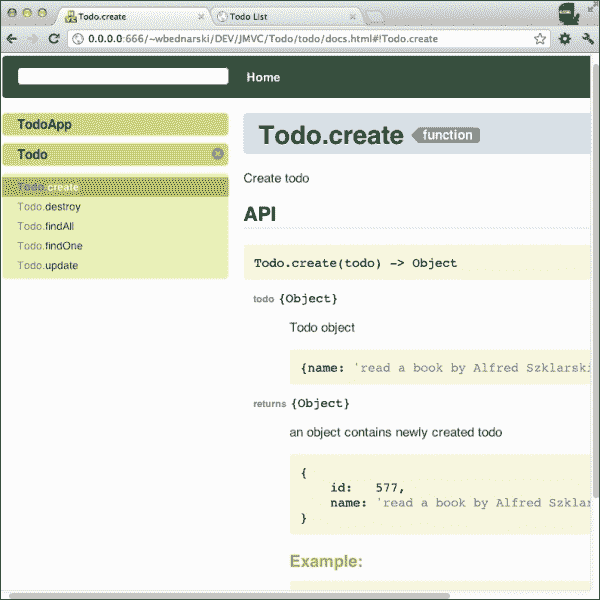 Todo.create
Todo List
0.0.0.0:666/~wbednarski/DEV/JMVC/Todo/todo/docs.html#!Todo.create
Home
TodoApp
Todo
Todo.create
Todo.destroy
Todo.findAll
Todo.findOne
Todo.update
Todo.create function
Create todo
API
Todo.create(todo) -> Object
todo {Object}
Todo object
{name: 'read a book by Alfred Szklarski
returns {Object}
an object contains newly created todo
{
id: 577,
name: 'read a book by Alfred Szklarski
}
Example: